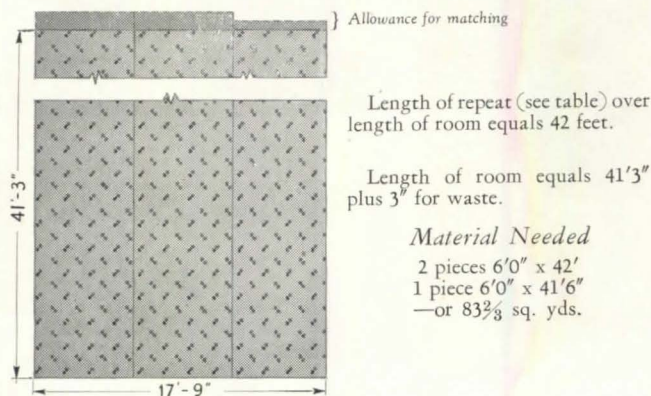 } Allowance for matching
41'-3"
17'-9"
Length of repeat (see table) over
length of room equals 42 feet.
Length of room equals 41'3"
plus 3" for waste.
Material Needed
2 pieces 6'0" x 42'
1 piece 6'0" x 41'6"
—or 83⅔ sq. yds.